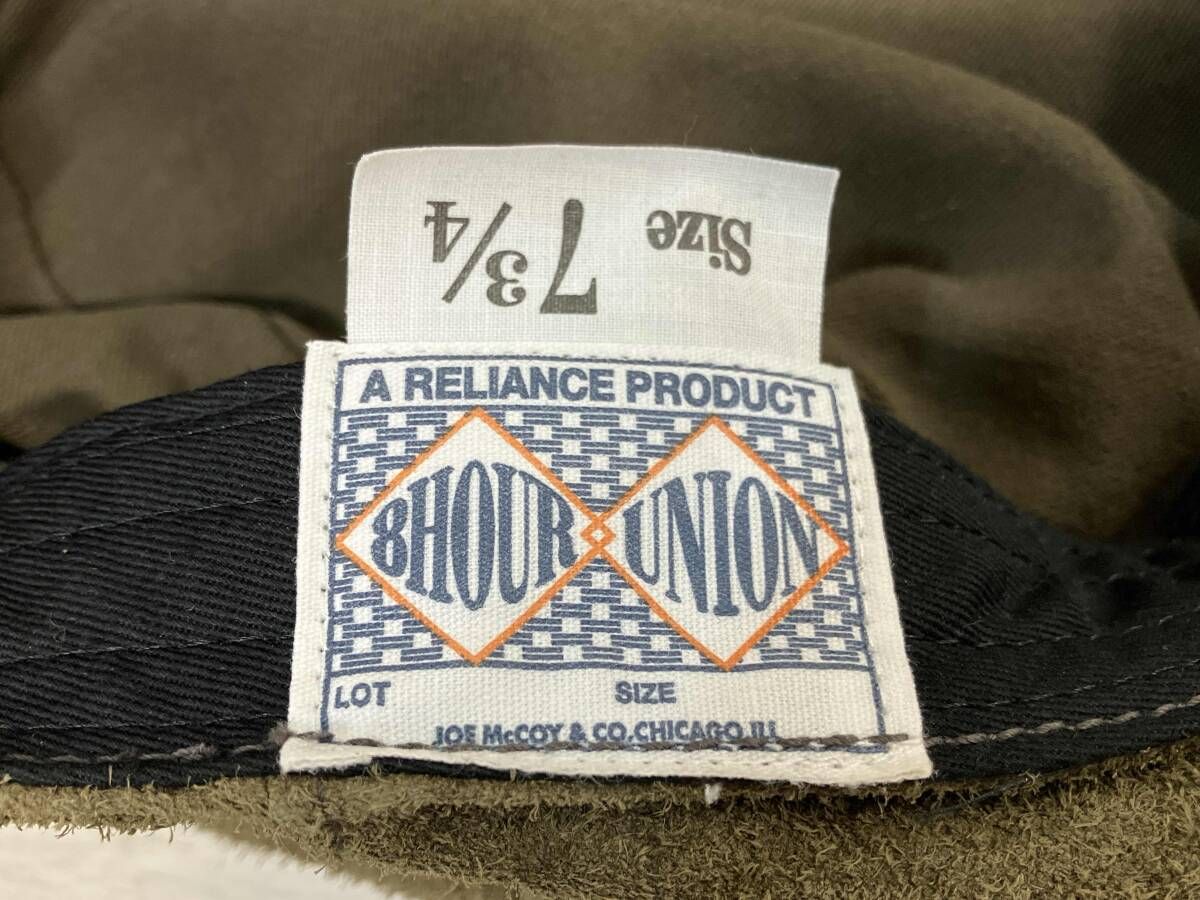 Size 7 3/4
A RELIANCE PRODUCT
8HOUR UNION
LOT SIZE
JOE McCOY & CO,CHICAGO,ILL